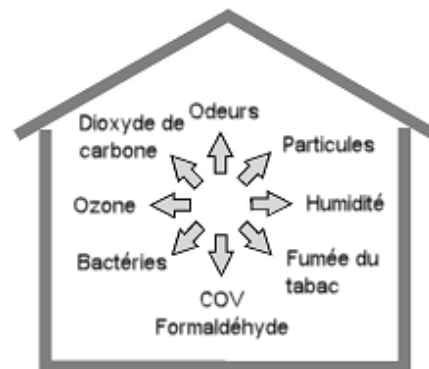 Odeurs
Dioxyde de
carbone
Particules
Ozone
Humidité
Bactéries
Fumée du
tabac
COV
Formaldéhyde